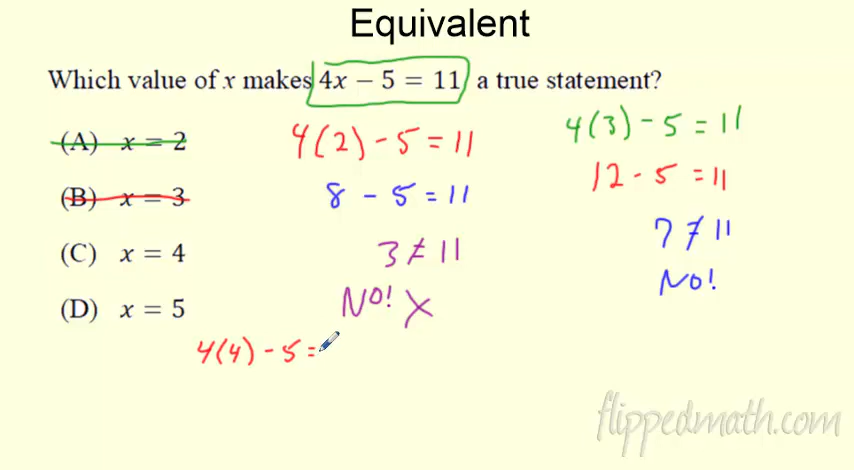 Equivalent
Which value of x makes 4x − 5 = 11 a true statement?
(A) x = 2
(B) x = 3
(C) x = 4
(D) x = 5
4(2) - 5 = 11
8 - 5 = 11
3 ≠ 11
No! X
4(3) - 5 = 11
12 - 5 = 11
7 ≠ 11
No!
4(4) - 5 =
flippedmath.com